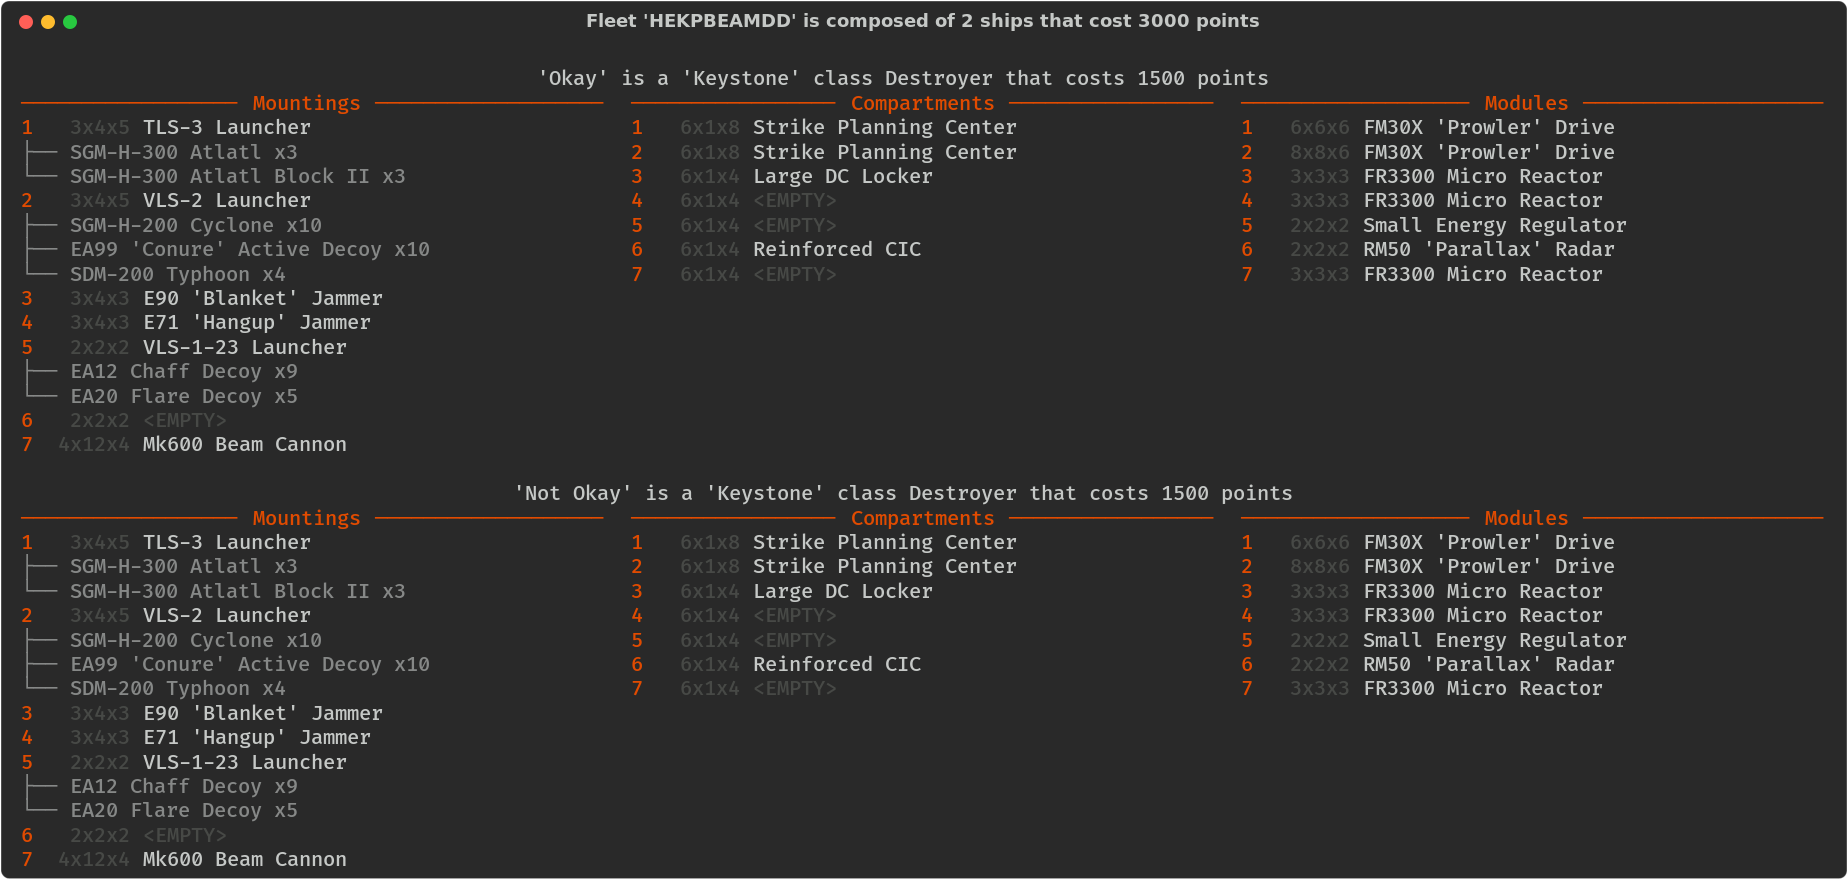 Fleet 'HEKPBEAMDD' is composed of 2 ships that cost 3000 points
'Okay' is a 'Keystone' class Destroyer that costs 1500 points
Mountings Compartments Modules
1 3x4x5 TLS-3 Launcher 1 6x1x8 Strike Planning Center 1 6x6x6 FM30X 'Prowler' Drive
SGM-H-300 Atlatl x3 2 6x1x8 Strike Planning Center 2 8x8x6 FM30X 'Prowler' Drive
SGM-H-300 Atlatl Block II x3 3 6x1x4 Large DC Locker 3 3x3x3 FR3300 Micro Reactor
2 3x4x5 VLS-2 Launcher 4 6x1x4 <EMPTY> 4 3x3x3 FR3300 Micro Reactor
SGM-H-200 Cyclone x10 5 6x1x4 <EMPTY> 5 2x2x2 Small Energy Regulator
EA99 'Conure' Active Decoy x10 6 6x1x4 Reinforced CIC 6 2x2x2 RM50 'Parallax' Radar
SDM-200 Typhoon x4 7 6x1x4 <EMPTY> 7 3x3x3 FR3300 Micro Reactor
3 3x4x3 E90 'Blanket' Jammer
4 3x4x3 E71 'Hangup' Jammer
5 2x2x2 VLS-1-23 Launcher
EA12 Chaff Decoy x9
EA20 Flare Decoy x5
6 2x2x2 <EMPTY>
7 4x12x4 Mk600 Beam Cannon
'Not Okay' is a 'Keystone' class Destroyer that costs 1500 points
Mountings Compartments Modules
1 3x4x5 TLS-3 Launcher 1 6x1x8 Strike Planning Center 1 6x6x6 FM30X 'Prowler' Drive
SGM-H-300 Atlatl x3 2 6x1x8 Strike Planning Center 2 8x8x6 FM30X 'Prowler' Drive
SGM-H-300 Atlatl Block II x3 3 6x1x4 Large DC Locker 3 3x3x3 FR3300 Micro Reactor
2 3x4x5 VLS-2 Launcher 4 6x1x4 <EMPTY> 4 3x3x3 FR3300 Micro Reactor
SGM-H-200 Cyclone x10 5 6x1x4 <EMPTY> 5 2x2x2 Small Energy Regulator
EA99 'Conure' Active Decoy x10 6 6x1x4 Reinforced CIC 6 2x2x2 RM50 'Parallax' Radar
SDM-200 Typhoon x4 7 6x1x4 <EMPTY> 7 3x3x3 FR3300 Micro Reactor
3 3x4x3 E90 'Blanket' Jammer
4 3x4x3 E71 'Hangup' Jammer
5 2x2x2 VLS-1-23 Launcher
EA12 Chaff Decoy x9
EA20 Flare Decoy x5
6 2x2x2 <EMPTY>
7 4x12x4 Mk600 Beam Cannon